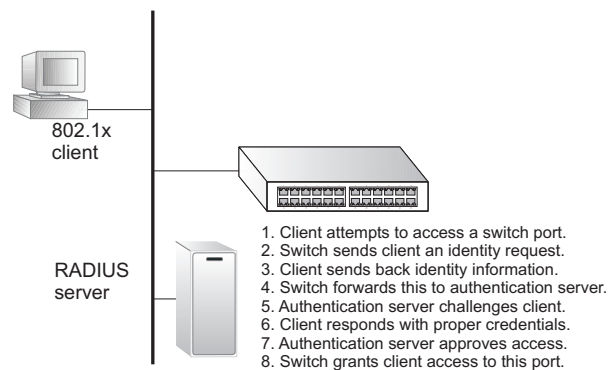 802.1x
client
RADIUS
server
1. Client attempts to access a switch port.
2. Switch sends client an identity request.
3. Client sends back identity information.
4. Switch forwards this to authentication server.
5. Authentication server challenges client.
6. Client responds with proper credentials.
7. Authentication server approves access.
8. Switch grants client access to this port.